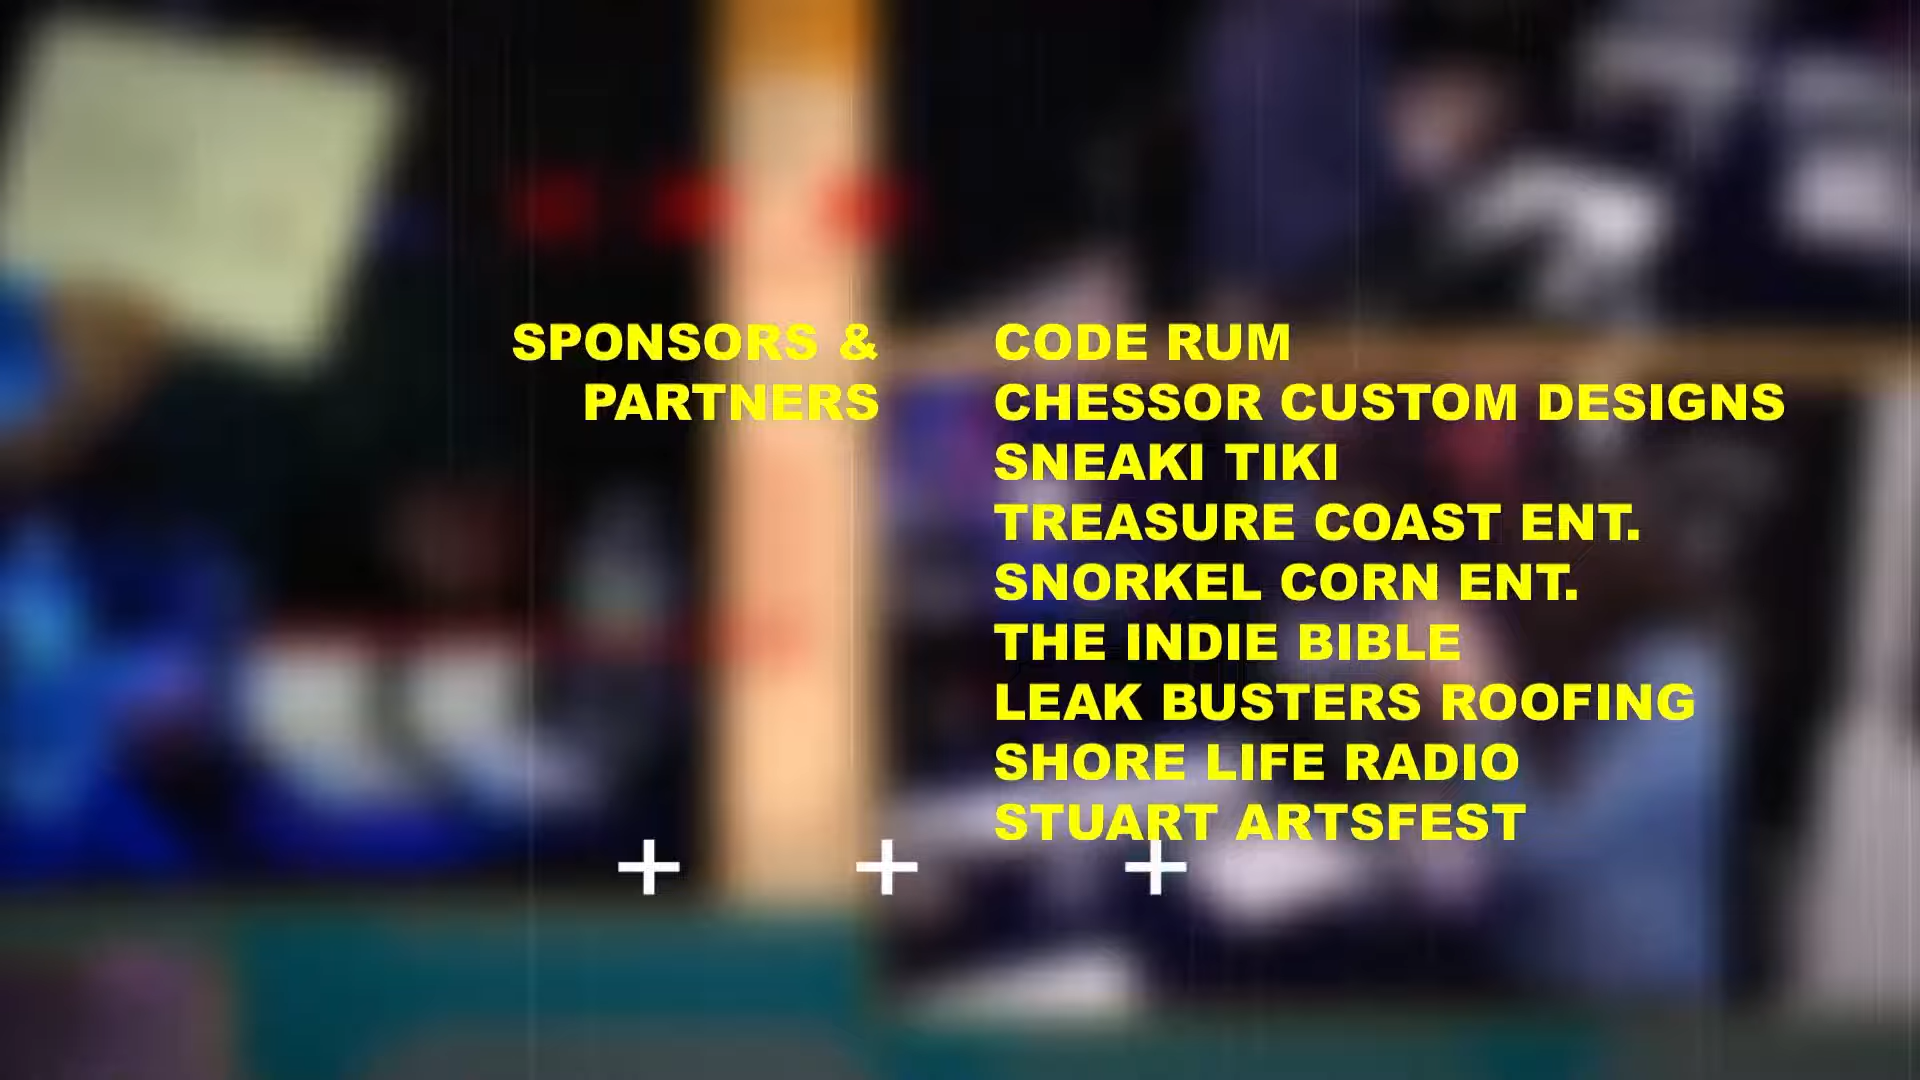 SPONSORS &
PARTNERS
CODE RUM
CHESSOR CUSTOM DESIGNS
SNEAKI TIKI
TREASURE COAST ENT.
SNORKEL CORN ENT.
THE INDIE BIBLE
LEAK BUSTERS ROOFING
SHORE LIFE RADIO
STUART ARTSFEST
+ + +